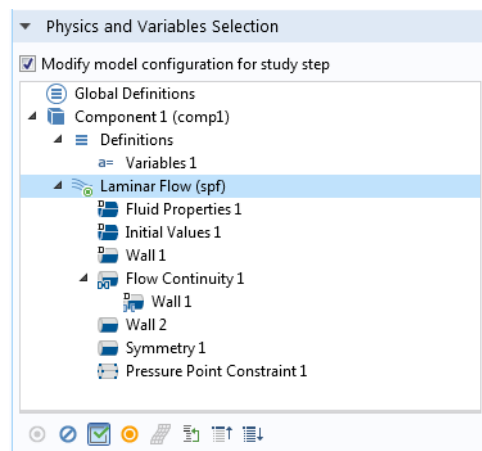 Physics and Variables Selection
Modify model configuration for study step
Global Definitions
Component 1 (comp1)
Definitions
a= Variables 1
Laminar Flow (spf)
Fluid Properties 1
Initial Values 1
Wall 1
Flow Continuity 1
Wall 1
Wall 2
Symmetry 1
Pressure Point Constraint 1